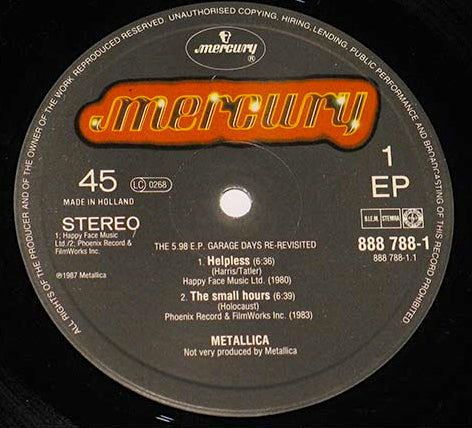 ALL RIGHTS OF THE PRODUCER AND OF THE OWNER OF THE WORK REPRODUCED RESERVED. UNAUTHORISED COPYING, HIRING, LENDING, PUBLIC PERFORMANCE AND BROADCASTING OF THIS RECORD PROHIBITED.
mercury
®
mercury
45
LC 0268
MADE IN HOLLAND
STEREO
1; Happy Face Music
Ltd./2; Phoenix Record &
FilmWorks Inc.
℗1987 Metallica
1
EP
B.I.E.M. STEMRA
888 788-1
888 788-1.1
THE 5.98 E.P. GARAGE DAYS RE-REVISITED
1. Helpless (6:36)
(Harris/Tatler)
Happy Face Music Ltd. (1980)
2. The small hours (6:39)
(Holocaust)
Phoenix Record & FilmWorks Inc. (1983)
METALLICA
Not very produced by Metallica